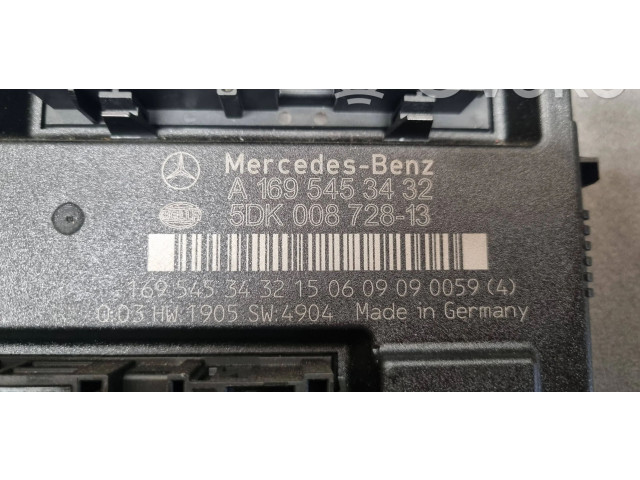 Mercedes-Benz
A 169 545 34 32
HELLA
5DK 008 728-13
169 545 34 32 15 06 09 09 0059 (4)
0:03 HW:1905 SW:4904 Made in Germany